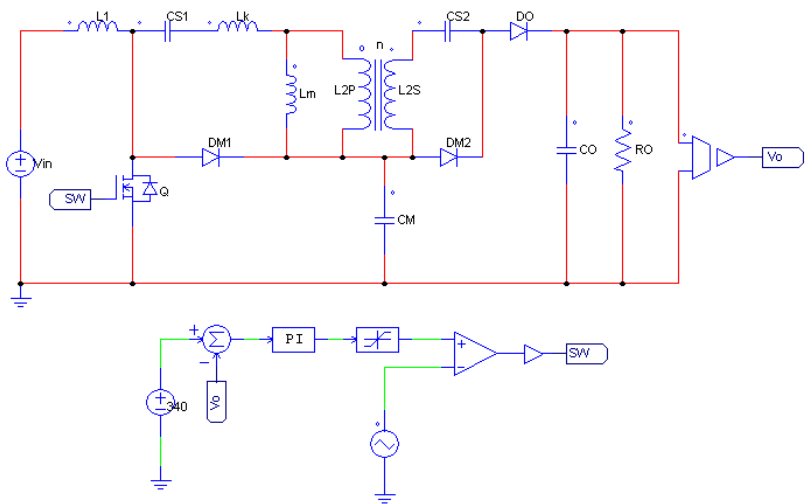 L1
CS1
Lk
n
CS2
DO
Lm
L2P
L2S
DM1
DM2
CO
RO
Vo
Vin
SW
Q
CM
+
Σ
PI
+
SW
−
−
340
Vo